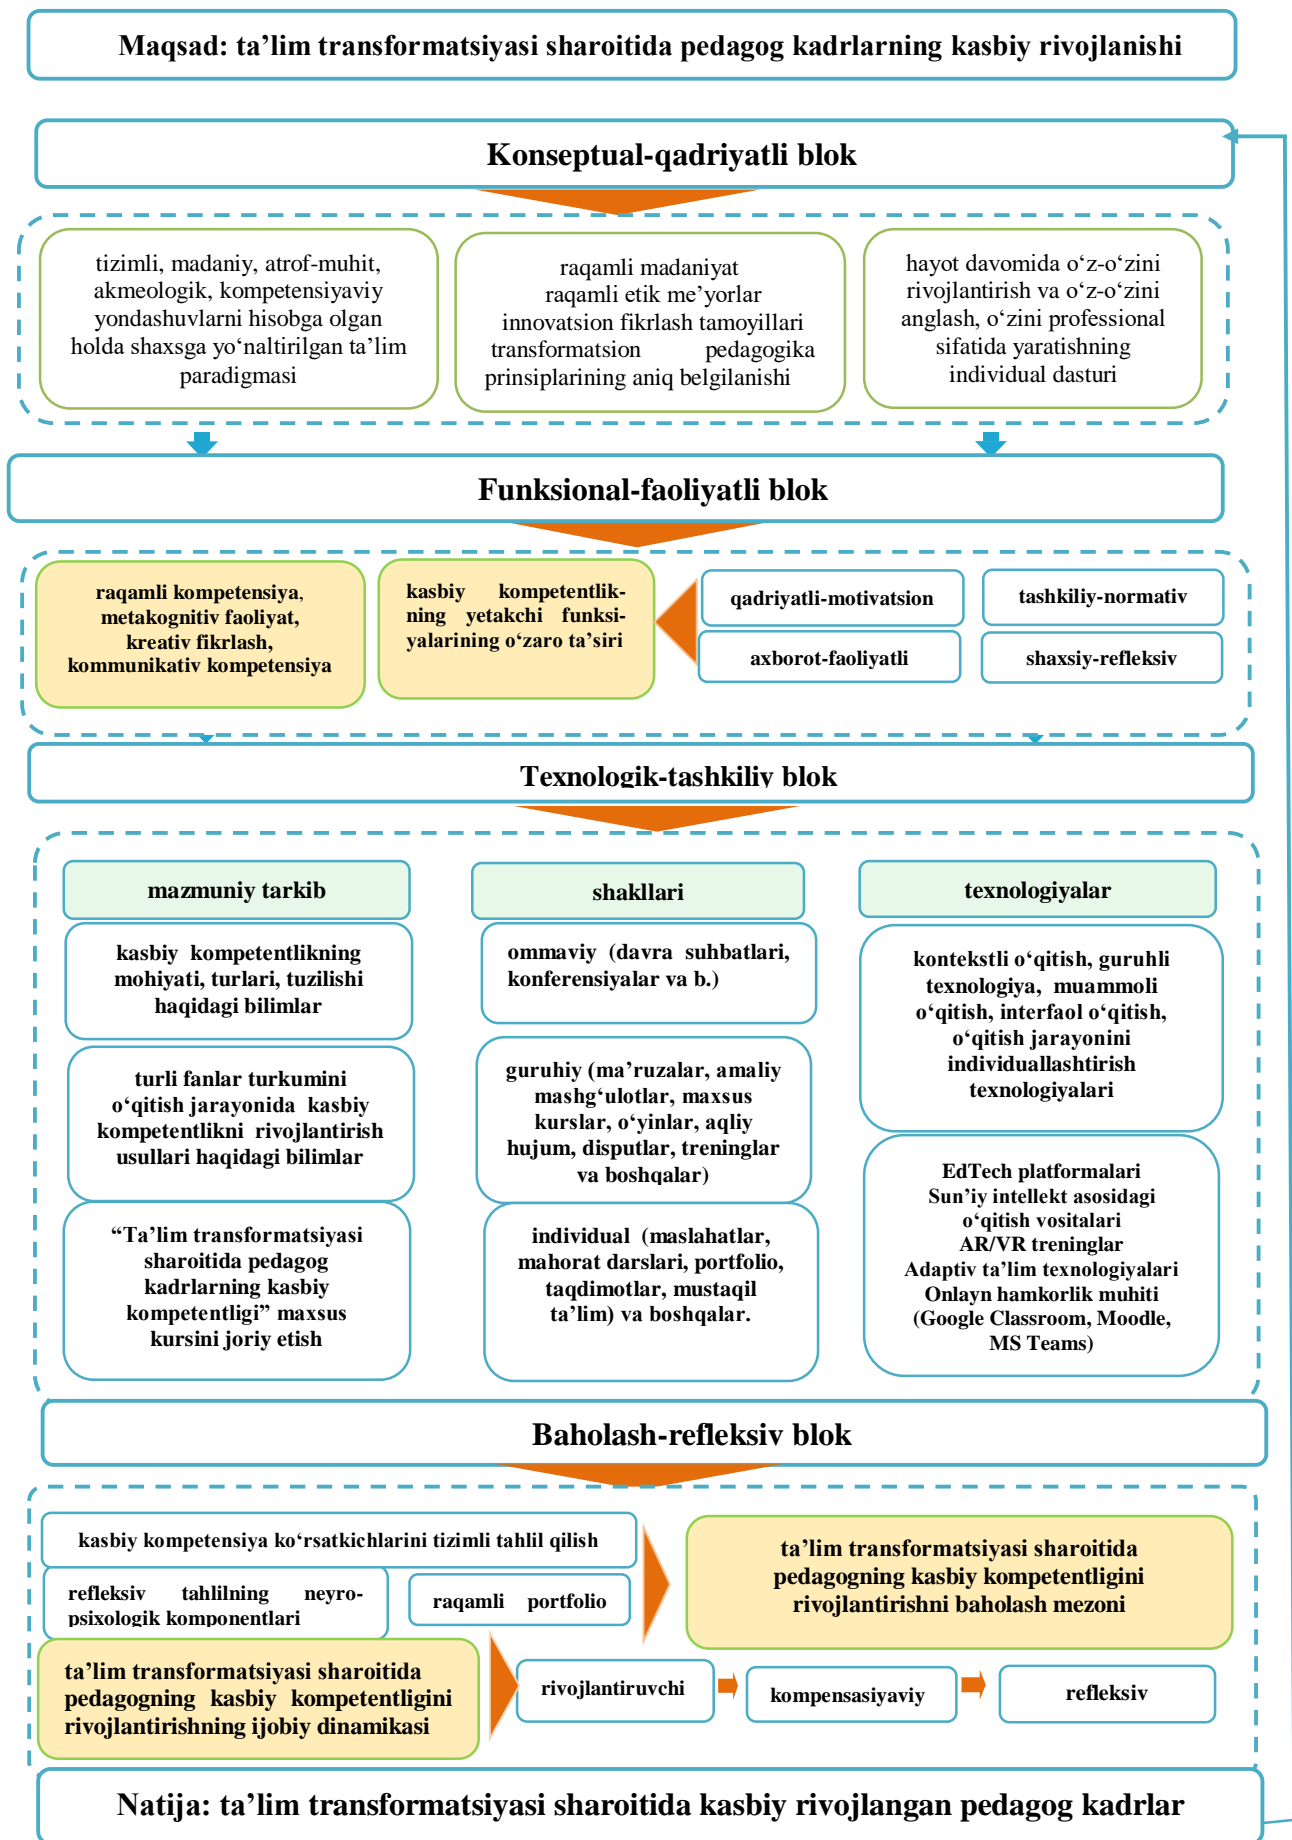 Maqsad: ta’lim transformatsiyasi sharoitida pedagog kadrlarning kasbiy rivojlanishi
Konseptual-qadriyatli blok
tizimli, madaniy, atrof-muhit,
akmeologik, kompetensiyaviy
yondashuvlarni hisobga olgan
holda shaxsga yo‘naltirilgan ta’lim
paradigmasi
raqamli madaniyat
raqamli etik me’yorlar
innovatsion fikrlash tamoyillari
transformatsion pedagogika
prinsiplarining aniq belgilanishi
hayot davomida o‘z-o‘zini
rivojlantirish va o‘z-o‘zini
anglash, o‘zini professional
sifatida yaratishning
individual dasturi
Funksional-faoliyatli blok
raqamli kompetensiya,
metakognitiv faoliyat,
kreativ fikrlash,
kommunikativ kompetensiya
kasbiy kompetentlik-
ning yetakchi funksi-
yalarining o‘zaro ta’siri
qadriyatli-motivatsion
tashkiliy-normativ
axborot-faoliyatli
shaxsiy-refleksiv
Texnologik-tashkiliy blok
mazmuniy tarkib
kasbiy kompetentlikning
mohiyati, turlari, tuzilishi
haqidagi bilimlar
turli fanlar turkumini
o‘qitish jarayonida kasbiy
kompetentlikni rivojlantirish
usullari haqidagi bilimlar
“Ta’lim transformatsiyasi
sharoitida pedagog
kadrlarning kasbiy
kompetentligi” maxsus
kursini joriy etish
shakllari
ommaviy (davra suhbatlari,
konferensiyalar va b.)
guruhiy (ma’ruzalar, amaliy
mashg‘ulotlar, maxsus
kurslar, o‘yinlar, aqliy
hujum, disputlar, treninglar
va boshqalar)
individual (maslahatlar,
mahorat darslari, portfolio,
taqdimotlar, mustaqil
ta’lim) va boshqalar.
texnologiyalar
kontekstli o‘qitish, guruhli
texnologiya, muammoli
o‘qitish, interfaol o‘qitish,
o‘qitish jarayonini
individuallashtirish
texnologiyalari
EdTech platformalari
Sun’iy intellekt asosidagi
o‘qitish vositalari
AR/VR treninglar
Adaptiv ta’lim texnologiyalari
Onlayn hamkorlik muhiti
(Google Classroom, Moodle,
MS Teams)
Baholash-refleksiv blok
kasbiy kompetensiya ko‘rsatkichlarini tizimli tahlil qilish
refleksiv tahlilning neyro-
psixologik komponentlari
raqamli portfolio
ta’lim transformatsiyasi sharoitida
pedagogning kasbiy kompetentligini
rivojlantirishni baholash mezoni
ta’lim transformatsiyasi sharoitida
pedagogning kasbiy kompetentligini
rivojlantirishning ijobiy dinamikasi
rivojlantiruvchi
kompensasiyaviy
refleksiv
Natija: ta’lim transformatsiyasi sharoitida kasbiy rivojlangan pedagog kadrlar